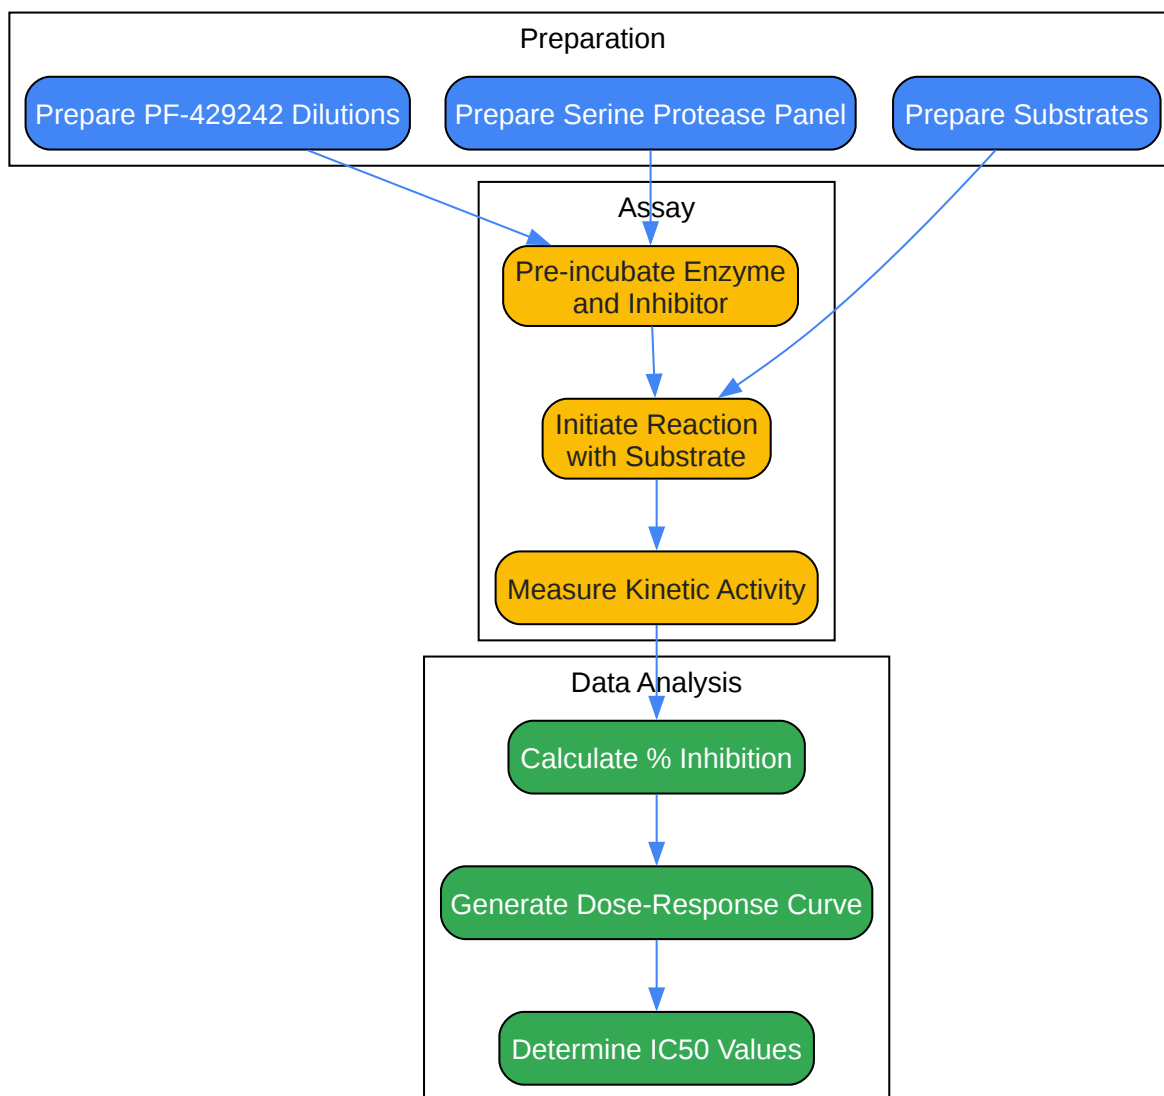 Preparation
Prepare PF-429242 Dilutions
Prepare Serine Protease Panel
Prepare Substrates
Assay
Pre-incubate Enzyme
and Inhibitor
Initiate Reaction
with Substrate
Measure Kinetic Activity
Data Analysis
Calculate % Inhibition
Generate Dose-Response Curve
Determine IC50 Values